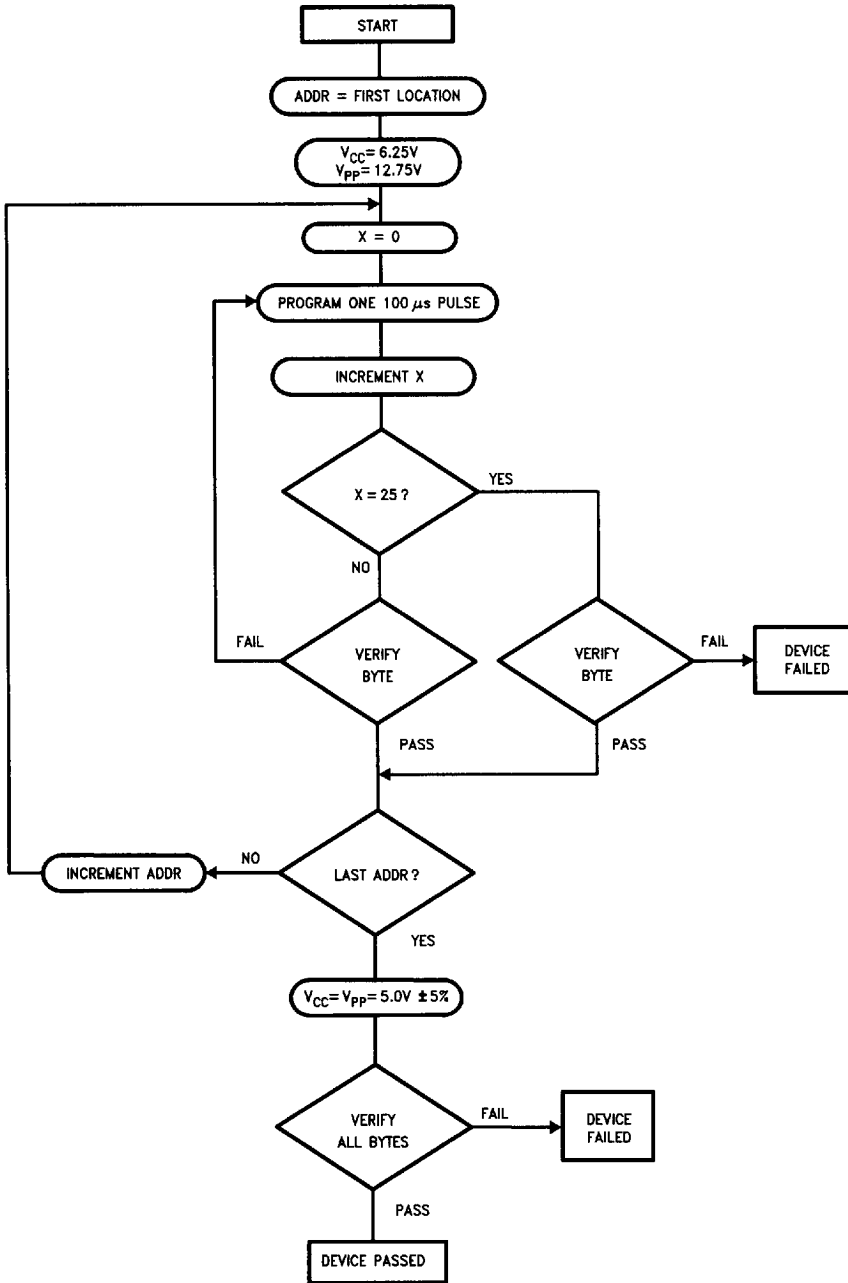 START
ADDR = FIRST LOCATION
VCC = 6.25V
VPP = 12.75V
X = 0
PROGRAM ONE 100 μs PULSE
INCREMENT X
X = 25 ?
YES
NO
FAIL
VERIFY
BYTE
VERIFY
BYTE
FAIL
DEVICE
FAILED
PASS
PASS
INCREMENT ADDR
NO
LAST ADDR ?
YES
VCC = VPP = 5.0V ±5%
VERIFY
ALL BYTES
FAIL
DEVICE
FAILED
PASS
DEVICE PASSED